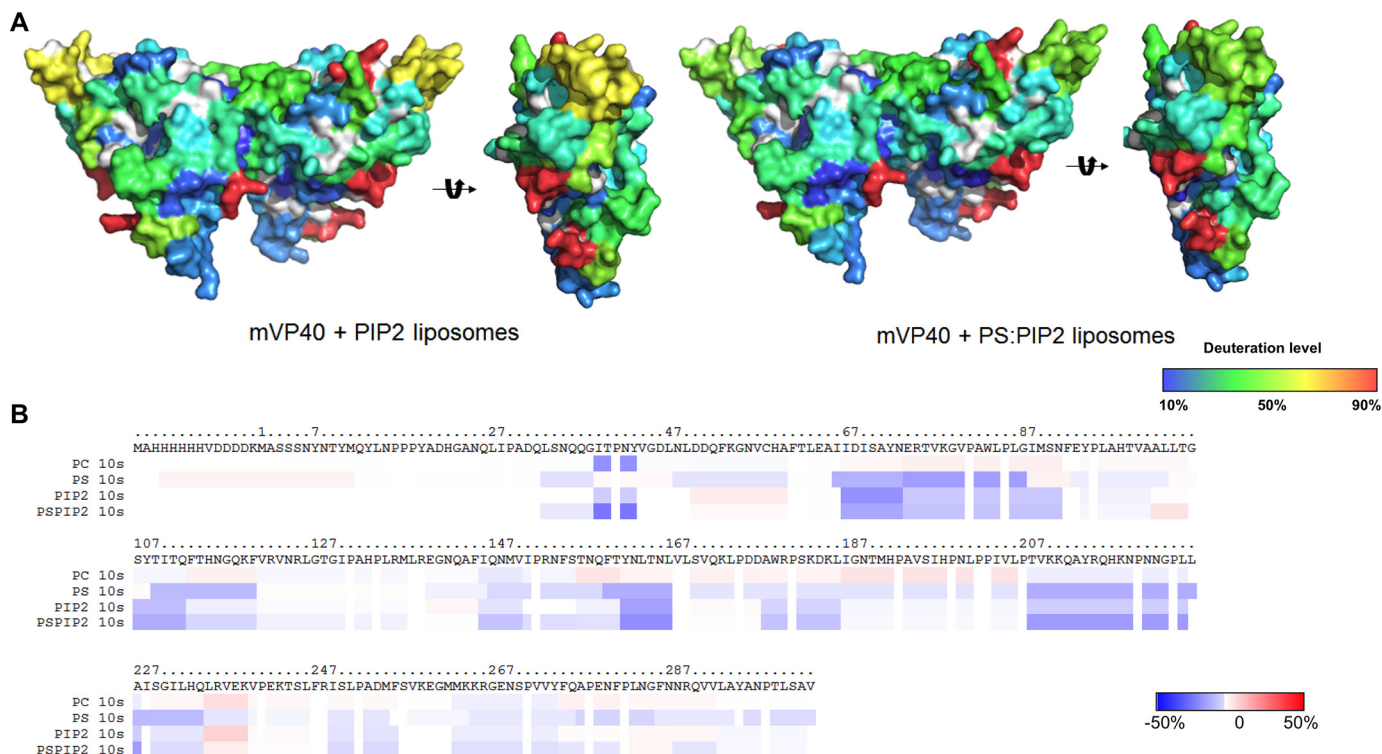 A
mVP40 + PIP2 liposomes
mVP40 + PS:PIP2 liposomes
Deuteration level
10% 50% 90%
B
..............1.....7...................27..................47..................67..................87..................
MAHHHHHHVDDDDKMASSSNYNTYMQYLNPPPYADHGANQLIPADQLSNQQGITPNYVGDLNLDDQFKGNVCHAFTLEAIIDISAYNERTVKGVPAWLPLGIMSNFEYPLAHTVAALLTG
PC 10s
PS 10s
PIP2 10s
PSPIP2 10s
107.................127.................147.................167.................187.................207.................
SYTITQFTHNGQKFVRVNRLGTGIPAHPLRMLREGNQAFIQNMVIPRNFSTNQFTYNLTNLVLSVQKLPDDAWRPSKDKLIGNTMHPAVSIHPNLPPIVLPTVKKQAYRQHKNPNNGPLL
PC 10s
PS 10s
PIP2 10s
PSPIP2 10s
227.................247.................267.................287..............
AISGILHQLRVEKVPEKTSLFRISLPADMFSVKEGMMKKRGENSPVVYFQAPENFPLNGFNNRQVVLAYANPTLSAV
PC 10s
PS 10s
PIP2 10s
PSPIP2 10s
-50% 0 50%